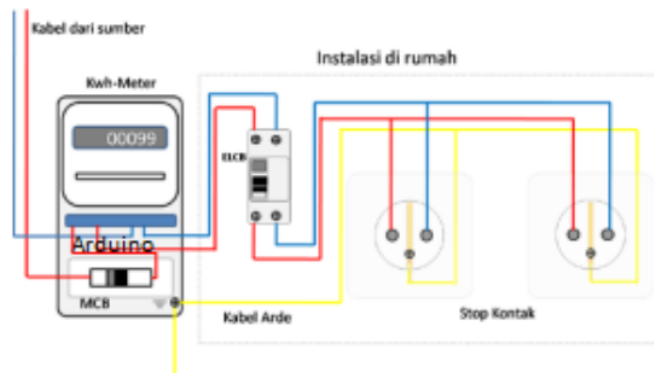 Kabel dari sumber
Instalasi di rumah
Kwh-Meter
00099
ELCB
Arduino
MCB
Kabel Arde
Stop Kontak